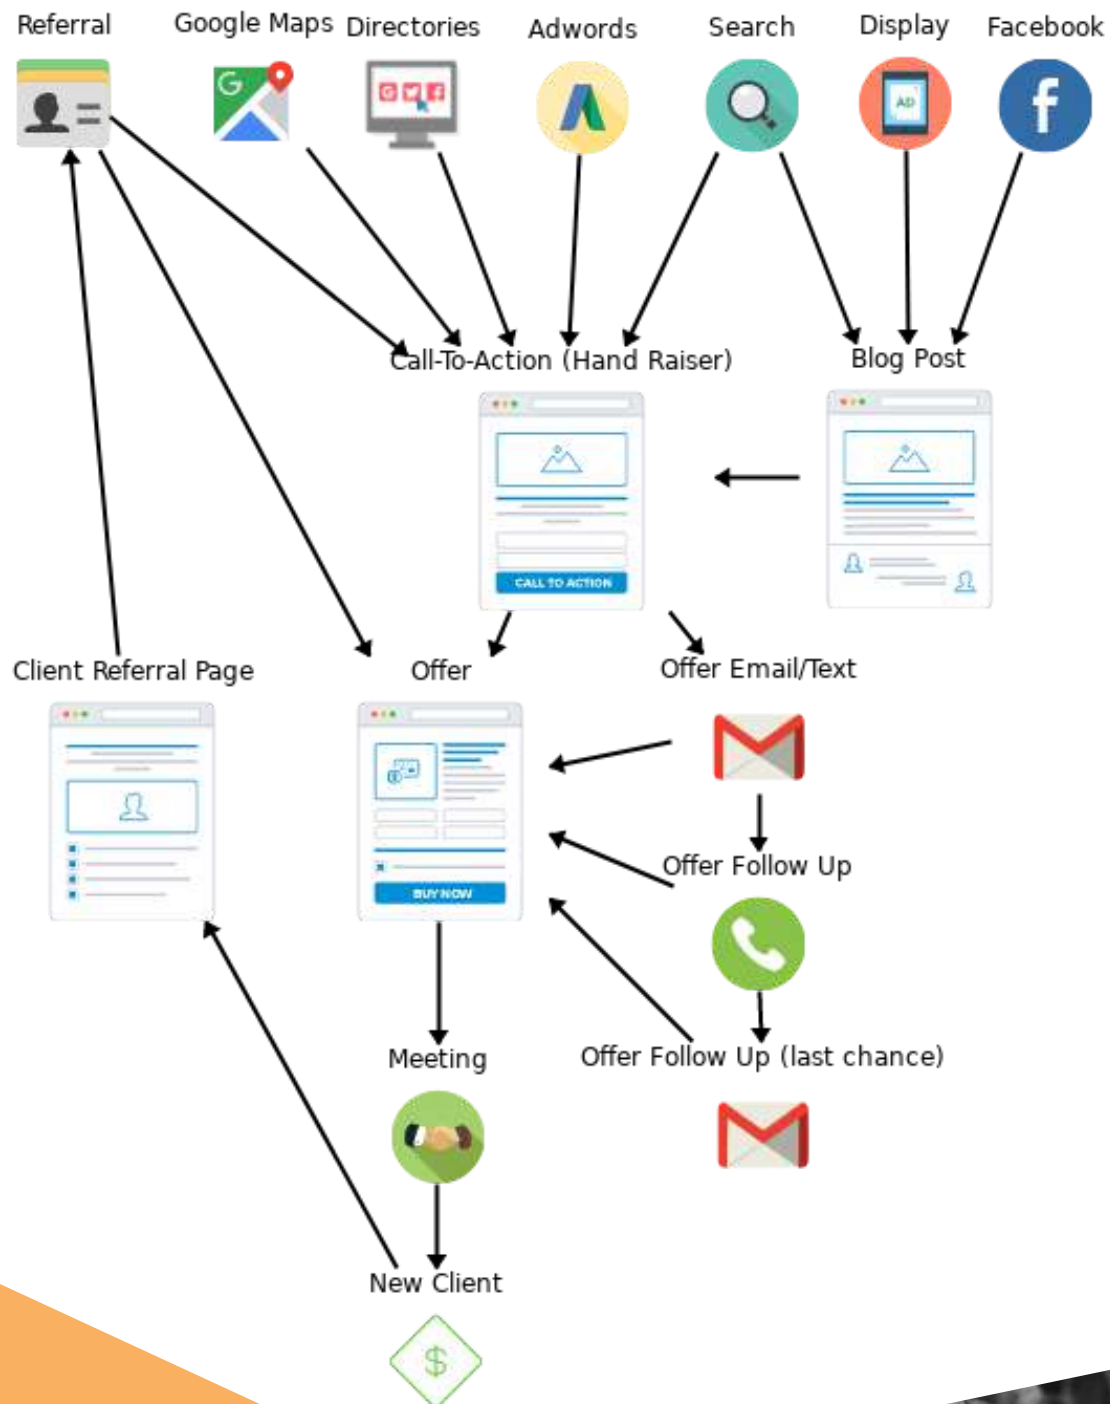 Referral
Google Maps
Directories
Adwords
Search
Display
Facebook
G
G
f
AD
f
Call-To-Action (Hand Raiser)
Blog Post
CALL TO ACTION
Client Referral Page
Offer
Offer Email/Text
BUY NOW
Offer Follow Up
Meeting
Offer Follow Up (last chance)
New Client
$